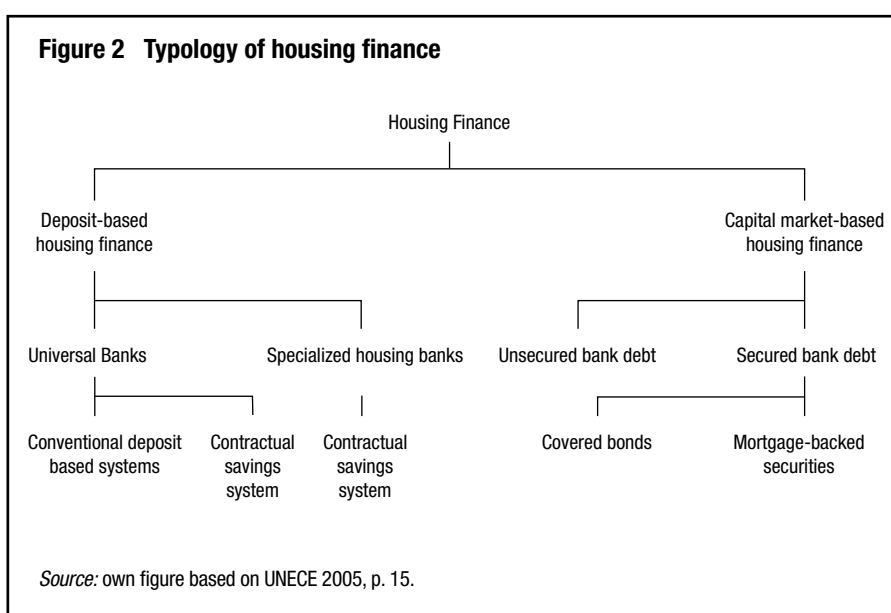 Figure 2 Typology of housing finance
Housing Finance
Deposit-based
housing finance
Capital market-based
housing finance
Universal Banks
Specialized housing banks
Unsecured bank debt
Secured bank debt
Conventional deposit
based systems
Contractual
savings
system
Contractual
savings
system
Covered bonds
Mortgage-backed
securities
Source: own figure based on UNECE 2005, p. 15.